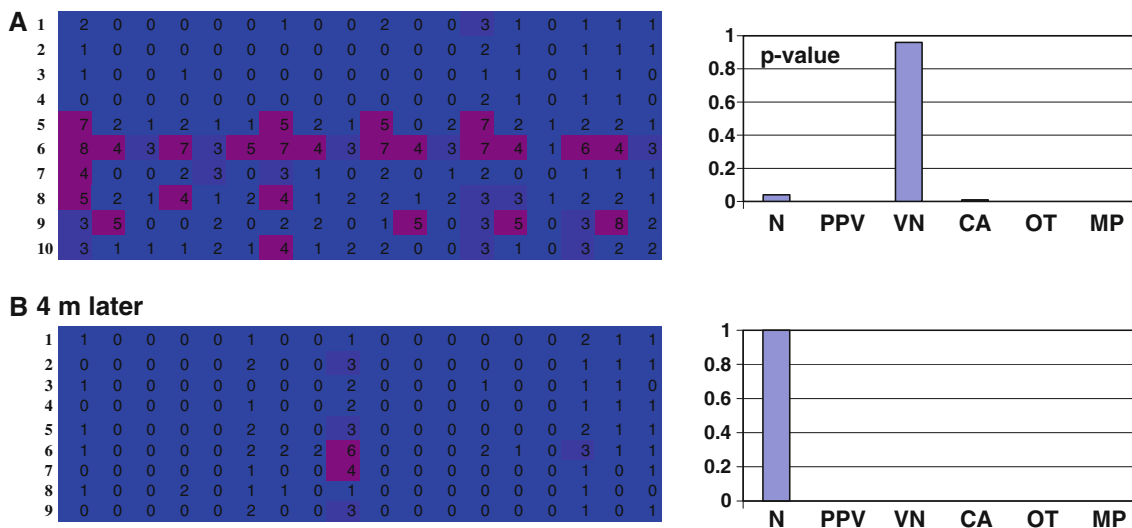 A
1 2 0 0 0 0 0 1 0 0 2 0 0 3 1 0 1 1 1
2 1 0 0 0 0 0 0 0 0 0 0 0 2 1 0 1 1 1
3 1 0 0 1 0 0 0 0 0 0 0 0 1 1 0 1 1 0
4 0 0 0 0 0 0 0 0 0 0 0 0 2 1 0 1 1 0
5 7 2 1 2 1 1 5 2 1 5 0 2 7 2 1 2 2 1
6 8 4 3 7 3 5 7 4 3 7 4 3 7 4 1 6 4 3
7 4 0 0 2 3 0 3 1 0 2 0 1 2 0 0 1 1 1
8 5 2 1 4 1 2 4 1 2 2 1 2 3 3 1 2 2 1
9 3 5 0 0 2 0 2 2 0 1 5 0 3 5 0 3 8 2
10 3 1 1 1 2 1 4 1 2 2 0 0 3 1 0 3 2 2
p-value
1
0.8
0.6
0.4
0.2
0
N PPV VN CA OT MP
B 4 m later
1 1 0 0 0 0 1 0 0 1 0 0 0 0 0 0 2 1 1
2 0 0 0 0 0 2 0 0 3 0 0 0 0 0 0 1 1 1
3 1 0 0 0 0 0 0 0 2 0 0 0 1 0 0 1 1 0
4 0 0 0 0 0 1 0 0 2 0 0 0 0 0 0 1 1 1
5 1 0 0 0 0 2 0 0 3 0 0 0 0 0 0 2 1 1
6 1 0 0 0 0 2 2 2 6 0 0 0 2 1 0 3 1 1
7 0 0 0 0 0 1 0 0 4 0 0 0 0 0 0 1 0 1
8 1 0 0 2 0 1 1 0 1 0 0 0 0 0 0 1 0 0
9 0 0 0 0 0 2 0 0 3 0 0 0 0 0 0 1 0 1
1
0.8
0.6
0.4
0.2
0
N PPV VN CA OT MP